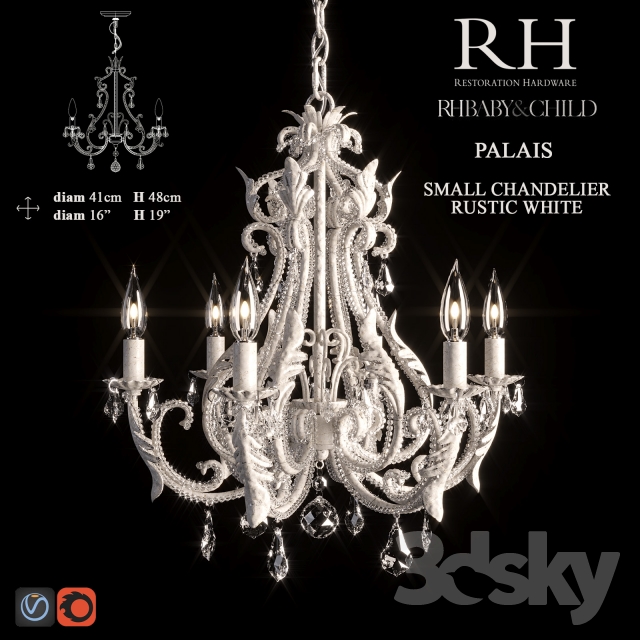 RH
RESTORATION HARDWARE
RHBABY&CHILD
PALAIS
SMALL CHANDELIER
RUSTIC WHITE
diam 41cm H 48cm
diam 16” H 19”
3dsky